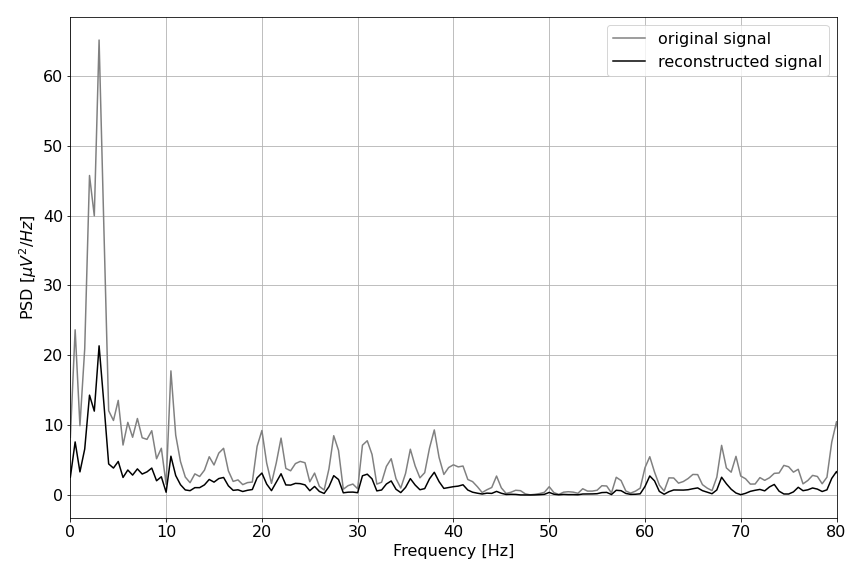 original signal
reconstructed signal
PSD [μV²/Hz]
60
50
40
30
20
10
0
0 10 20 30 40 50 60 70 80
Frequency [Hz]